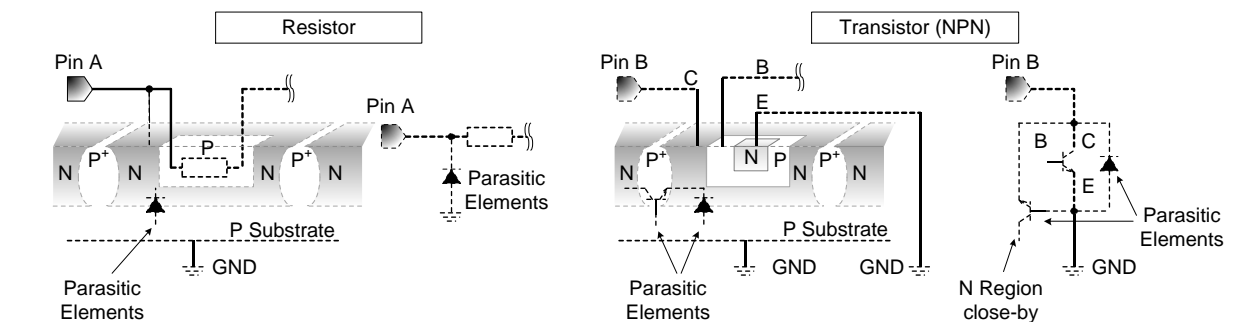 Resistor
Transistor (NPN)
Pin A
Pin B
B
Pin B
C
E
Pin A
P
N
P+
N
N
P+
N
N
P+
N
N
P
N
P+
N
B
C
E
Parasitic
Elements
P Substrate
P Substrate
Parasitic
Elements
GND
GND
GND
GND
Parasitic
Elements
Parasitic
Elements
N Region
close-by